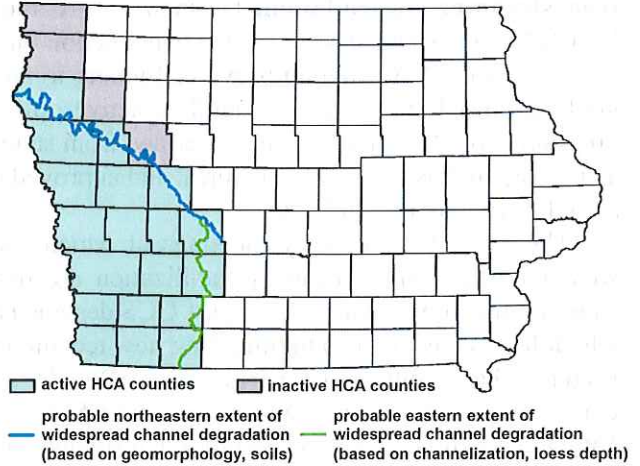 active HCA counties
inactive HCA counties
probable northeastern extent of
widespread channel degradation
(based on geomorphology, soils)
probable eastern extent of
widespread channel degradation
(based on channelization, loess depth)